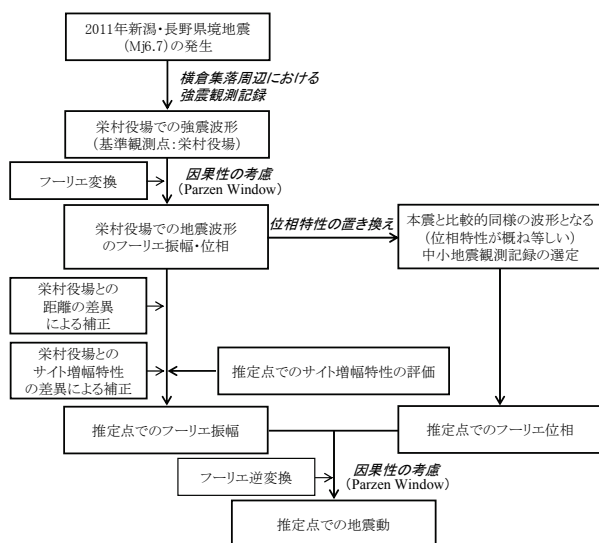 2011年新潟・長野県境地震
(Mj6.7)の発生
横倉集落周辺における
強震観測記録
栄村役場での強震波形
(基準観測点:栄村役場)
フーリエ変換
因果性の考慮
(Parzen Window)
栄村役場での地震波形
のフーリエ振幅・位相
位相特性の置き換え
本震と比較的同様の波形となる
(位相特性が概ね等しい)
中小地震観測記録の選定
栄村役場との
距離の差異
による補正
栄村役場との
サイト増幅特性
の差異による補正
推定点でのサイト増幅特性の評価
推定点でのフーリエ振幅
推定点でのフーリエ位相
フーリエ逆変換
因果性の考慮
(Parzen Window)
推定点での地震動